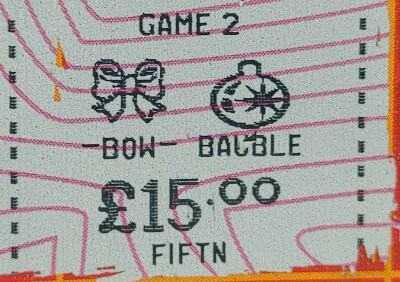 GAME 2
-BOW- BAUBLE
£15.00
FIFTN